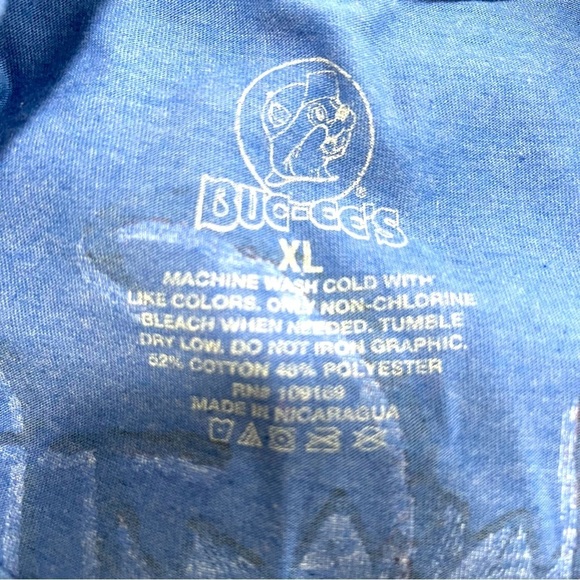 BUC-EE'S®
XL
MACHINE WASH COLD WITH
LIKE COLORS. ONLY NON-CHLORINE
BLEACH WHEN NEEDED. TUMBLE
DRY LOW. DO NOT IRON GRAPHIC.
52% COTTON 48% POLYESTER
RN# 109169
MADE IN NICARAGUA